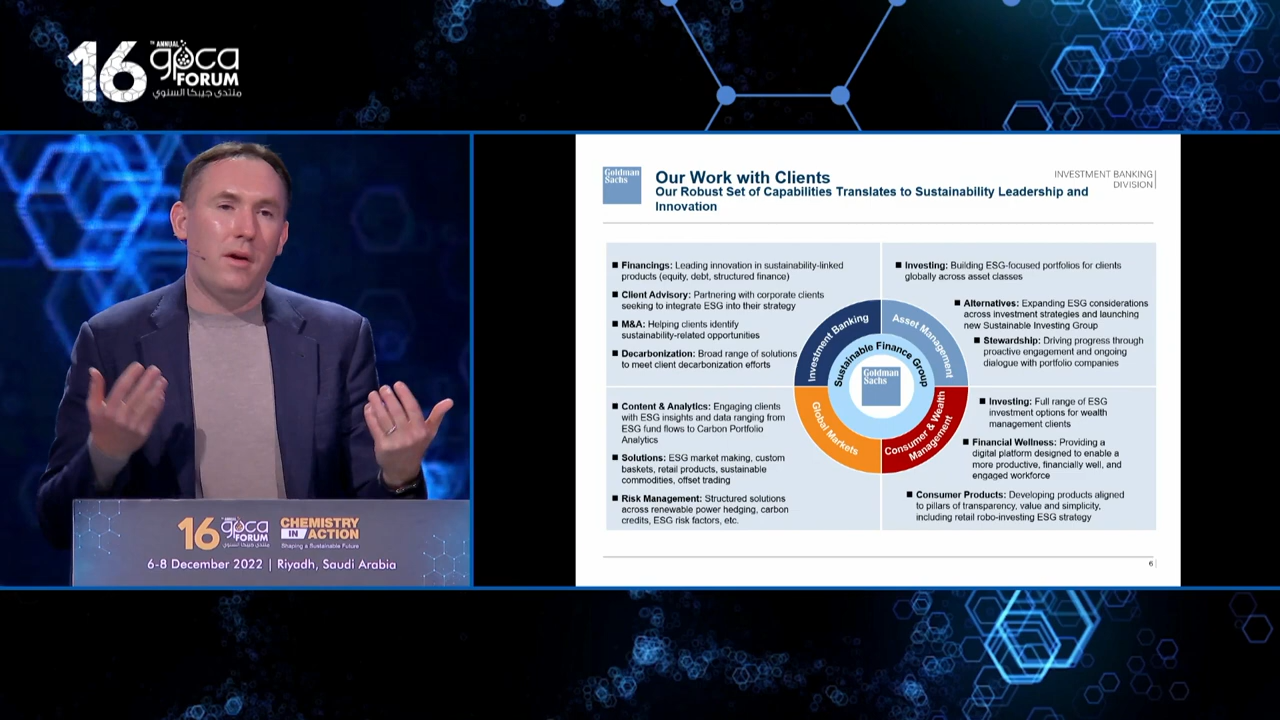 16
TH ANNUAL
gpca
FORUM
منتدى جيبكا السنوي
16
TH ANNUAL
gpca
FORUM
منتدى جيبكا السنوي
CHEMISTRY
IN ACTION
Shaping a Sustainable Future
6-8 December 2022 | Riyadh, Saudi Arabia
Goldman
Sachs
Our Work with Clients
Our Robust Set of Capabilities Translates to Sustainability Leadership and
Innovation
INVESTMENT BANKING
DIVISION
■ Financings: Leading innovation in sustainability-linked
products (equity, debt, structured finance)
■ Client Advisory: Partnering with corporate clients
seeking to integrate ESG into their strategy
■ M&A: Helping clients identify
sustainability-related opportunities
■ Decarbonization: Broad range of solutions
to meet client decarbonization efforts
■ Investing: Building ESG-focused portfolios for clients
globally across asset classes
■ Alternatives: Expanding ESG considerations
across investment strategies and launching
new Sustainable Investing Group
■ Stewardship: Driving progress through
proactive engagement and ongoing
dialogue with portfolio companies
Investment Banking
Asset Management
Sustainable Finance Group
Goldman
Sachs
Global Markets
Consumer & Wealth
Management
■ Content & Analytics: Engaging clients
with ESG insights and data ranging from
ESG fund flows to Carbon Portfolio
Analytics
■ Solutions: ESG market making, custom
baskets, retail products, sustainable
commodities, offset trading
■ Risk Management: Structured solutions
across renewable power hedging, carbon
credits, ESG risk factors, etc.
■ Investing: Full range of ESG
investment options for wealth
management clients
■ Financial Wellness: Providing a
digital platform designed to enable a
more productive, financially well, and
engaged workforce
■ Consumer Products: Developing products aligned
to pillars of transparency, value and simplicity,
including retail robo-investing ESG strategy
6